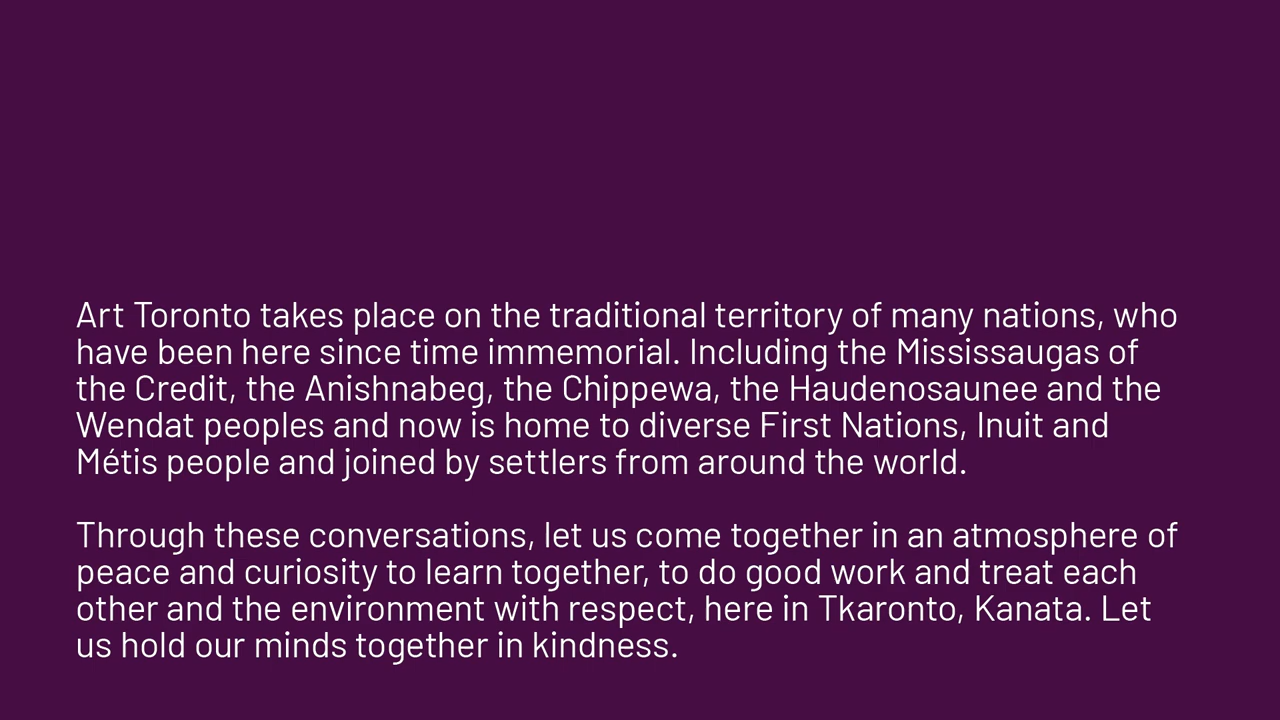 Art Toronto takes place on the traditional territory of many nations, who
have been here since time immemorial. Including the Mississaugas of
the Credit, the Anishnabeg, the Chippewa, the Haudenosaunee and the
Wendat peoples and now is home to diverse First Nations, Inuit and
Métis people and joined by settlers from around the world.
Through these conversations, let us come together in an atmosphere of
peace and curiosity to learn together, to do good work and treat each
other and the environment with respect, here in Tkaronto, Kanata. Let
us hold our minds together in kindness.